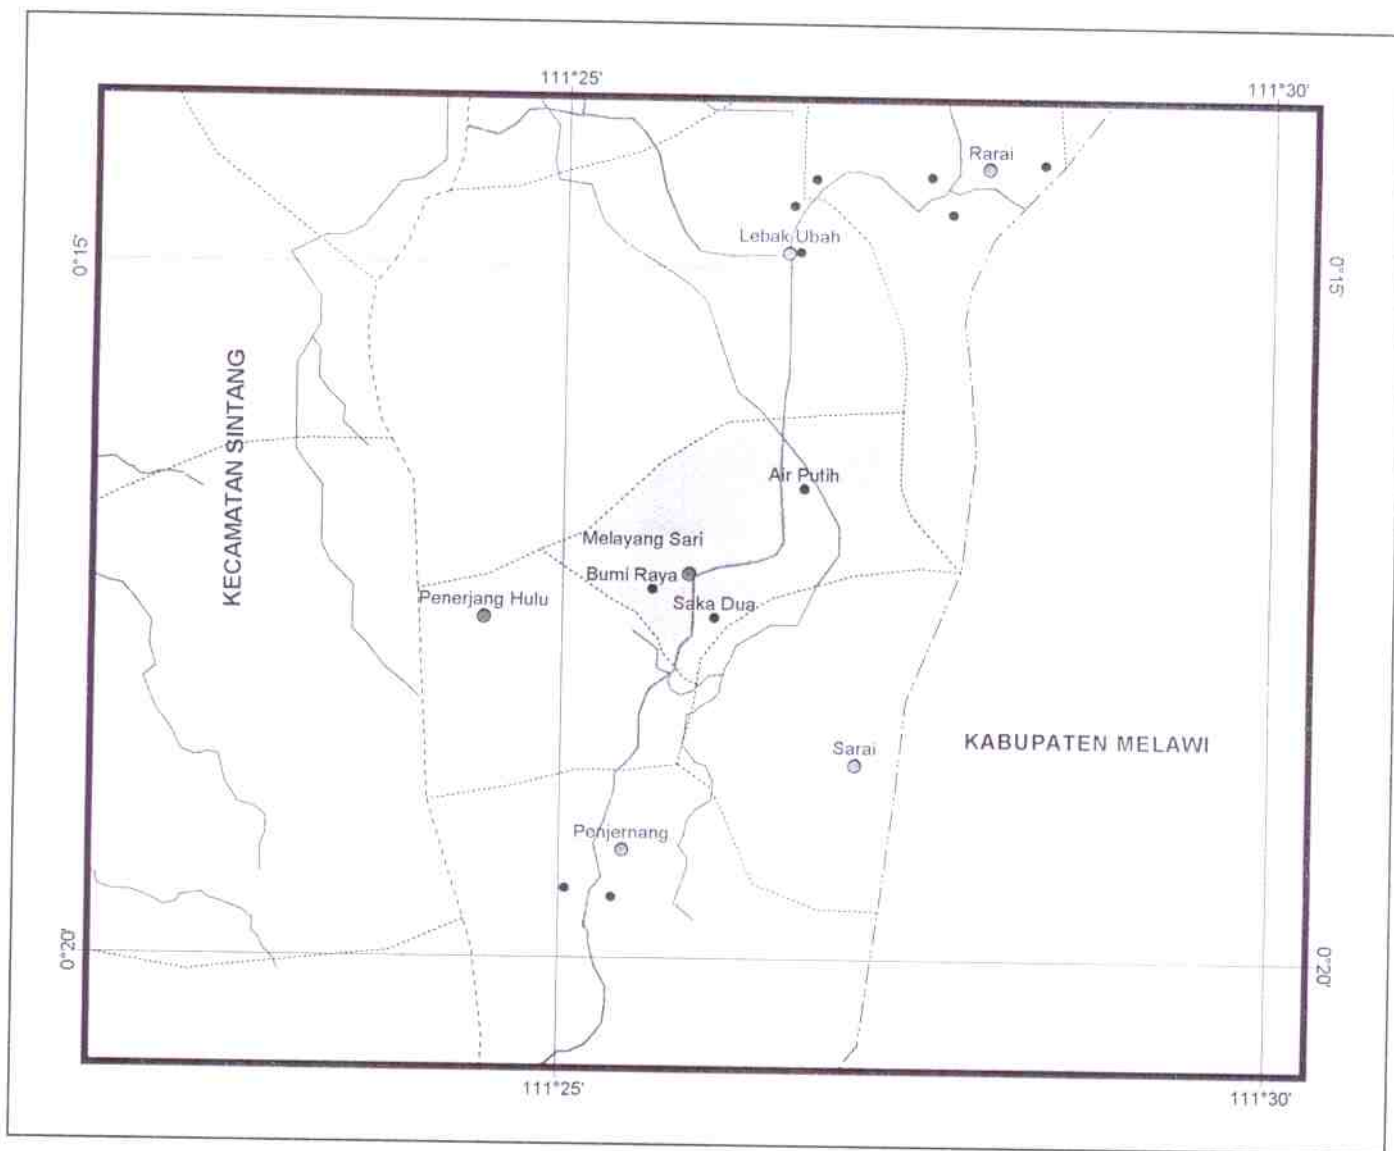 111°25'
111°30'
Rarai
Lebak Ubah
0°15'
0°15'
KECAMATAN SINTANG
Air Putih
Melayang Sari
Bumi Raya
Penerjang Hulu
Saka Dua
Sarai
KABUPATEN MELAWI
Penjernang
0°20'
0°20'
111°25'
111°30'